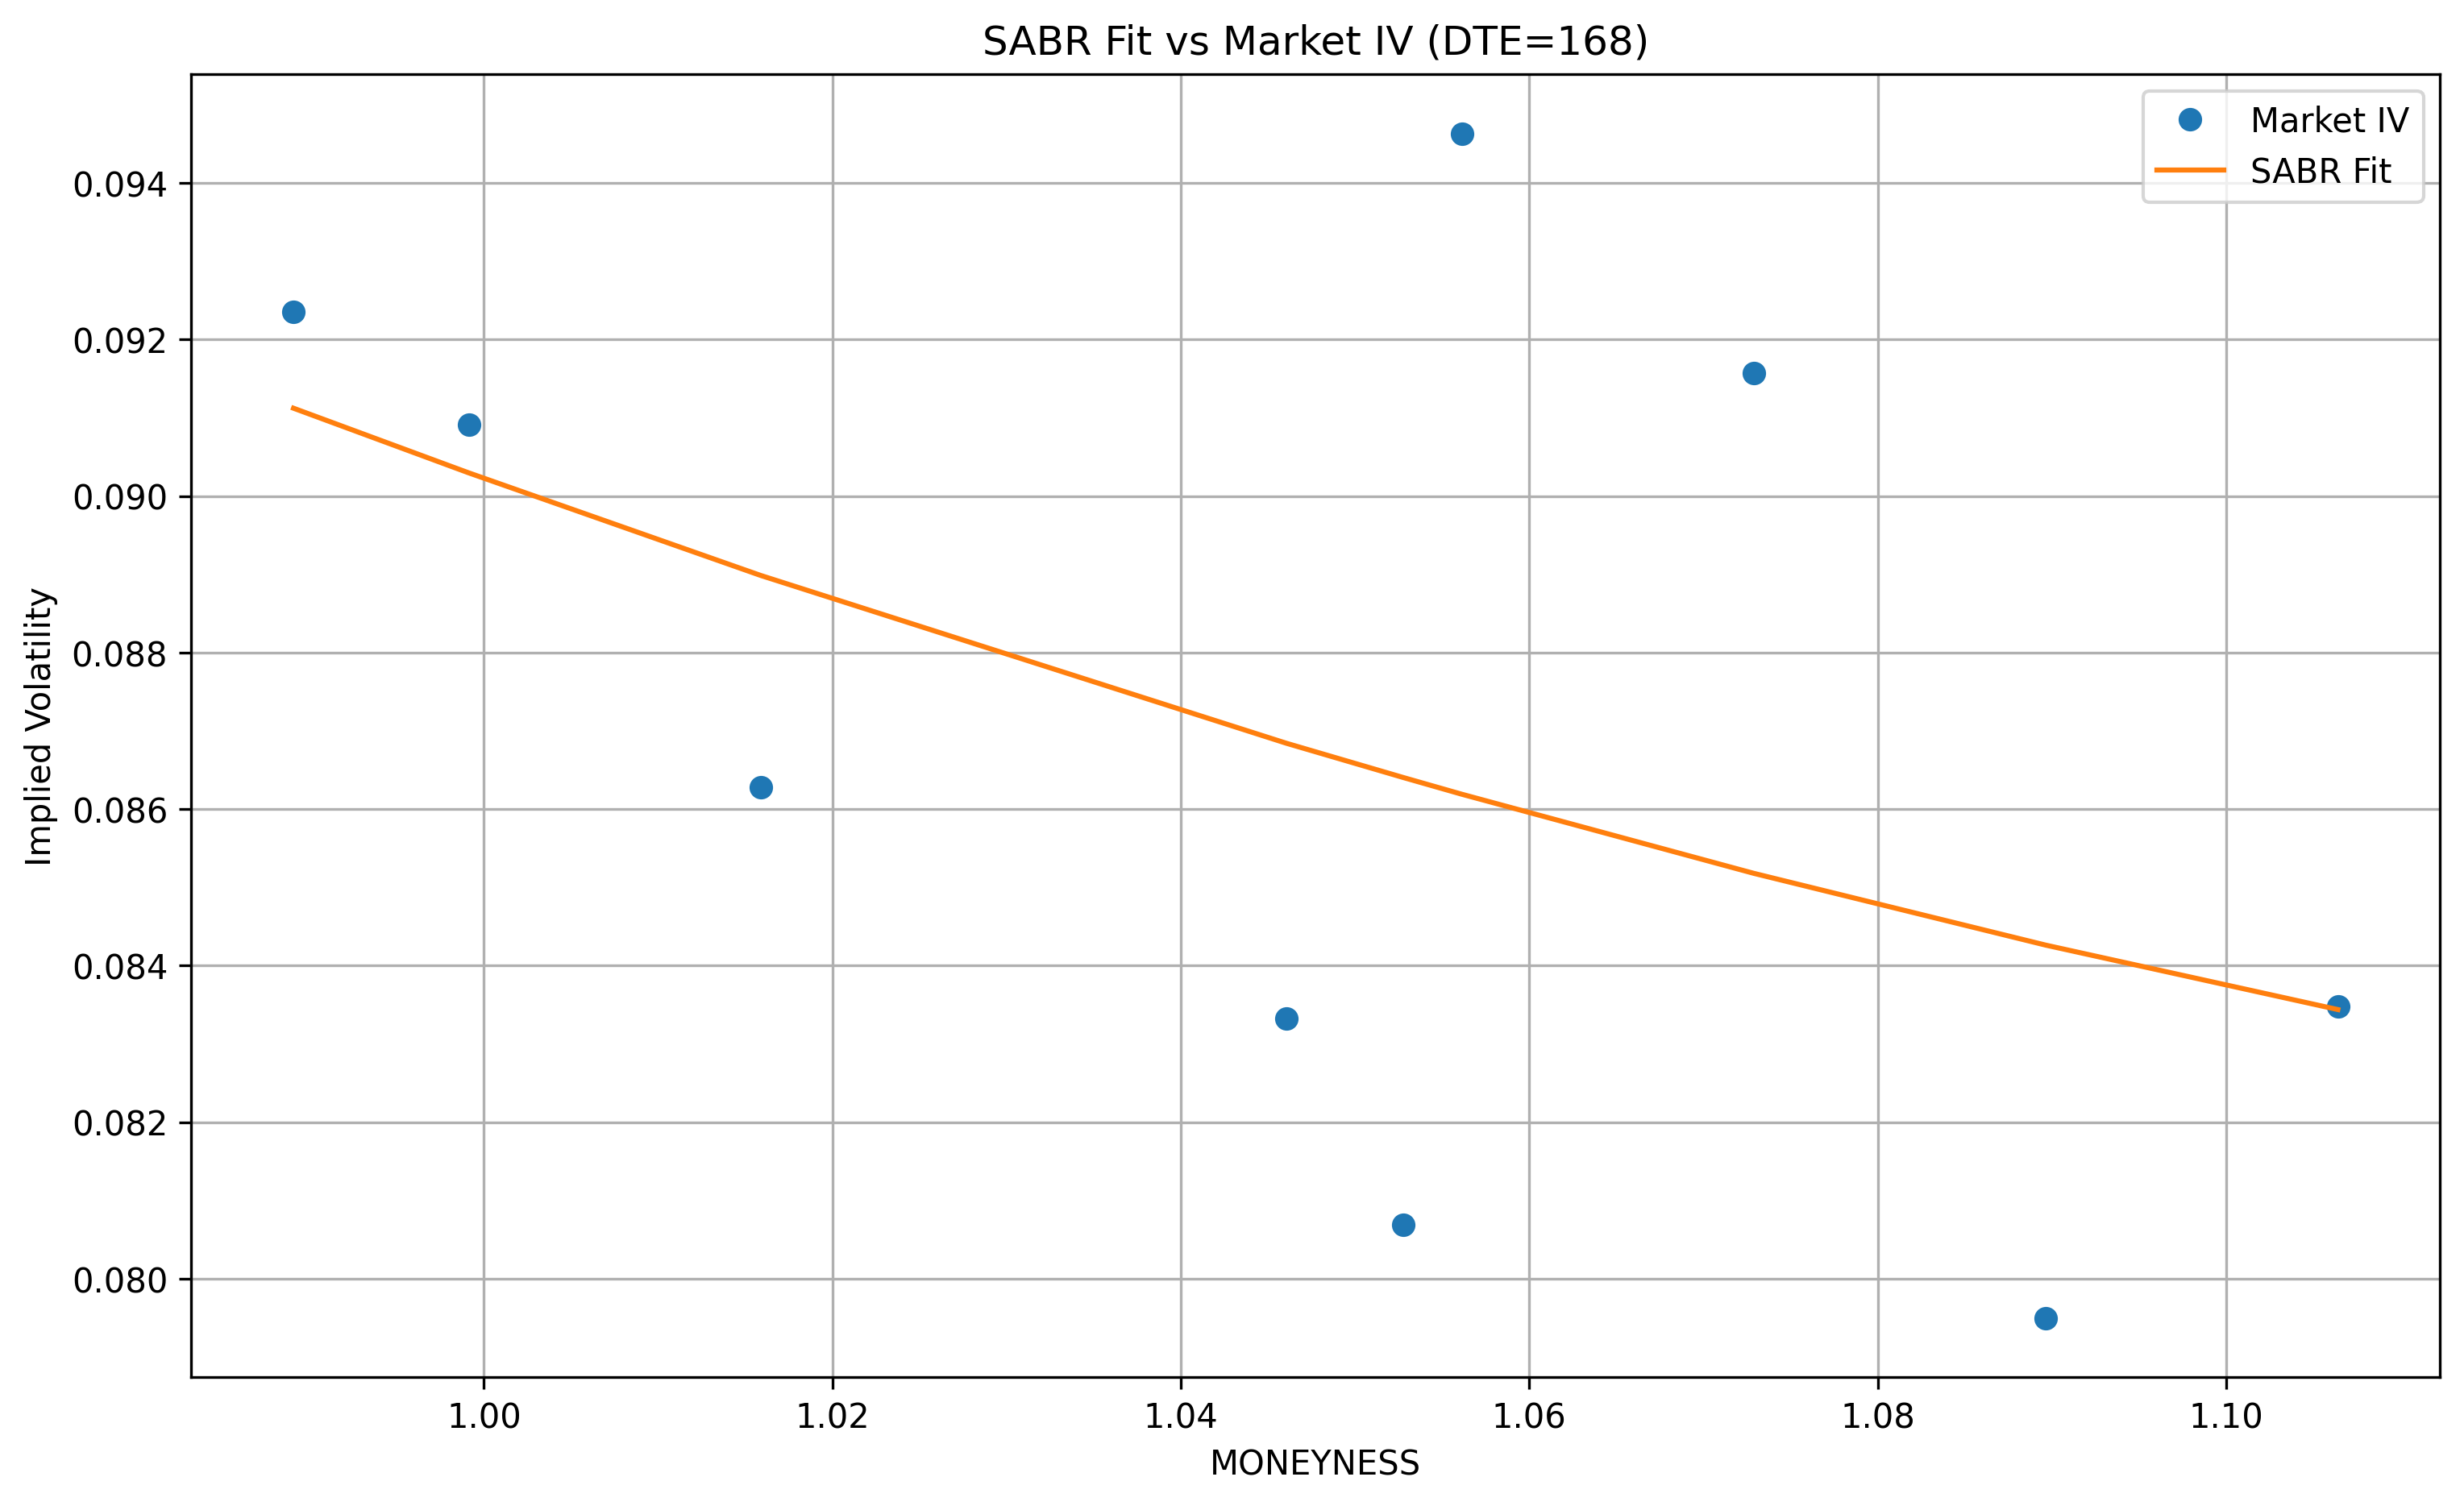 SABR Fit vs Market IV (DTE=168)
Market IV
SABR Fit
Implied Volatility
0.094
0.092
0.090
0.088
0.086
0.084
0.082
0.080
1.00 1.02 1.04 1.06 1.08 1.10
MONEYNESS